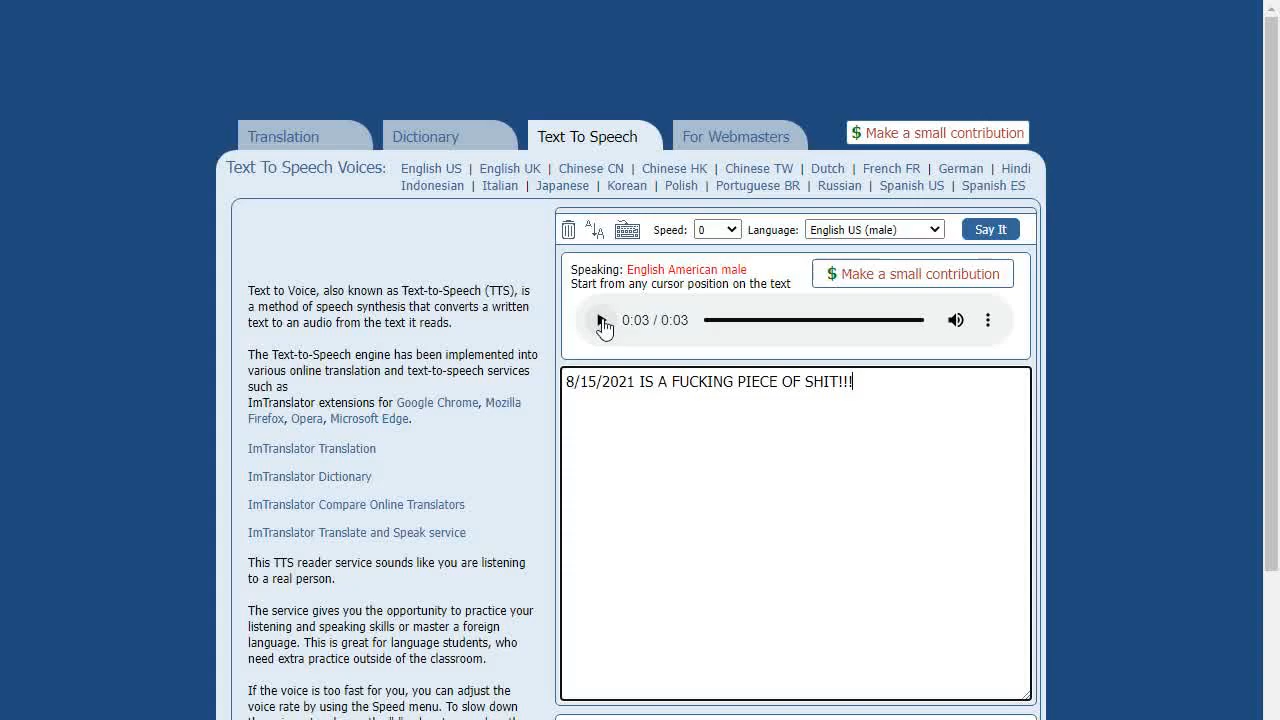 Translation
Dictionary
Text To Speech
For Webmasters
$ Make a small contribution
Text To Speech Voices:
English US | English UK | Chinese CN | Chinese HK | Chinese TW | Dutch | French FR | German | Hindi
Indonesian | Italian | Japanese | Korean | Polish | Portuguese BR | Russian | Spanish US | Spanish ES
Speed: 0 Language: English US (male) Say It
Speaking: English American male
Start from any cursor position on the text
$ Make a small contribution
0:03 / 0:03
8/15/2021 IS A FUCKING PIECE OF SHIT!!!
Text to Voice, also known as Text-to-Speech (TTS), is
a method of speech synthesis that converts a written
text to an audio from the text it reads.
The Text-to-Speech engine has been implemented into
various online translation and text-to-speech services
such as
ImTranslator extensions for Google Chrome, Mozilla
Firefox, Opera, Microsoft Edge.
ImTranslator Translation
ImTranslator Dictionary
ImTranslator Compare Online Translators
ImTranslator Translate and Speak service
This TTS reader service sounds like you are listening
to a real person.
The service gives you the opportunity to practice your
listening and speaking skills or master a foreign
language. This is great for language students, who
need extra practice outside of the classroom.
If the voice is too fast for you, you can adjust the
voice rate by using the Speed menu. To slow down